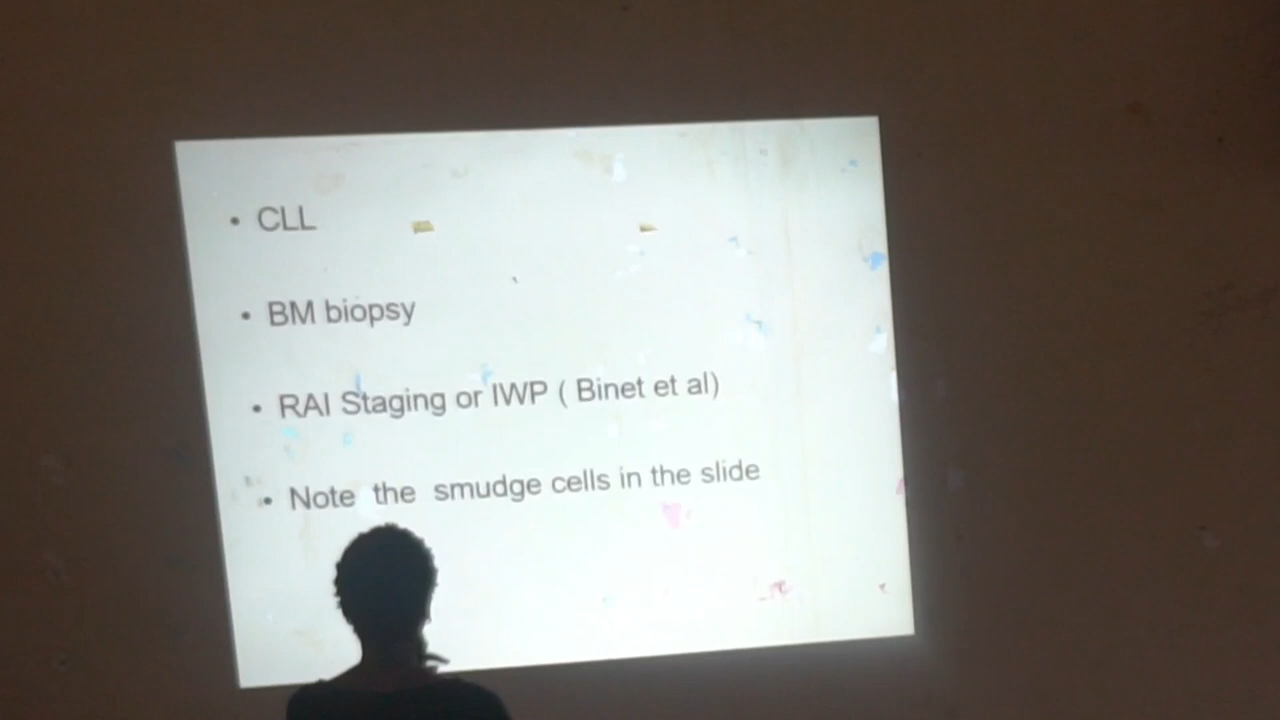 • CLL
• BM biopsy
• RAI Staging or IWP ( Binet et al)
• Note the smudge cells in the slide